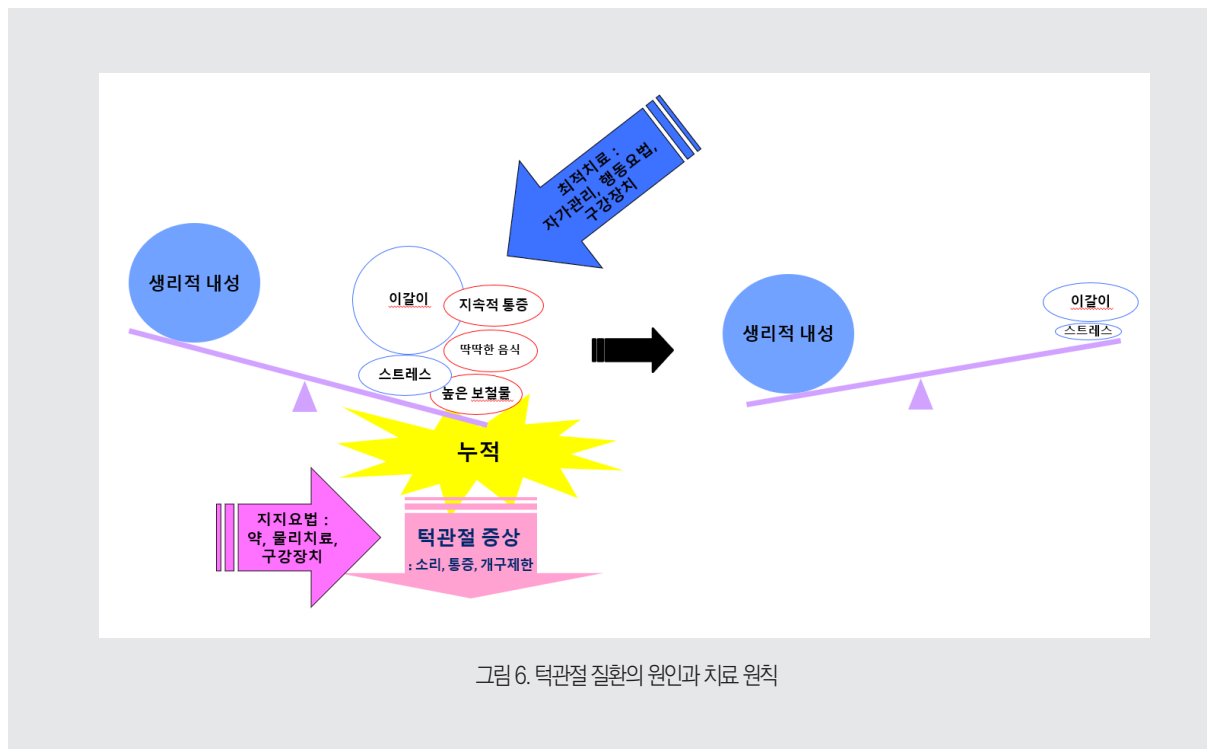 최적치료 :
자가관리, 행동요법,
구강장치
생리적 내성
이갈이
지속적 통증
딱딱한 음식
스트레스
높은 보철물
누적
지지요법 :
약, 물리치료,
구강장치
턱관절 증상
: 소리, 통증, 개구제한
생리적 내성
이갈이
스트레스
그림 6. 턱관절 질환의 원인과 치료 원칙